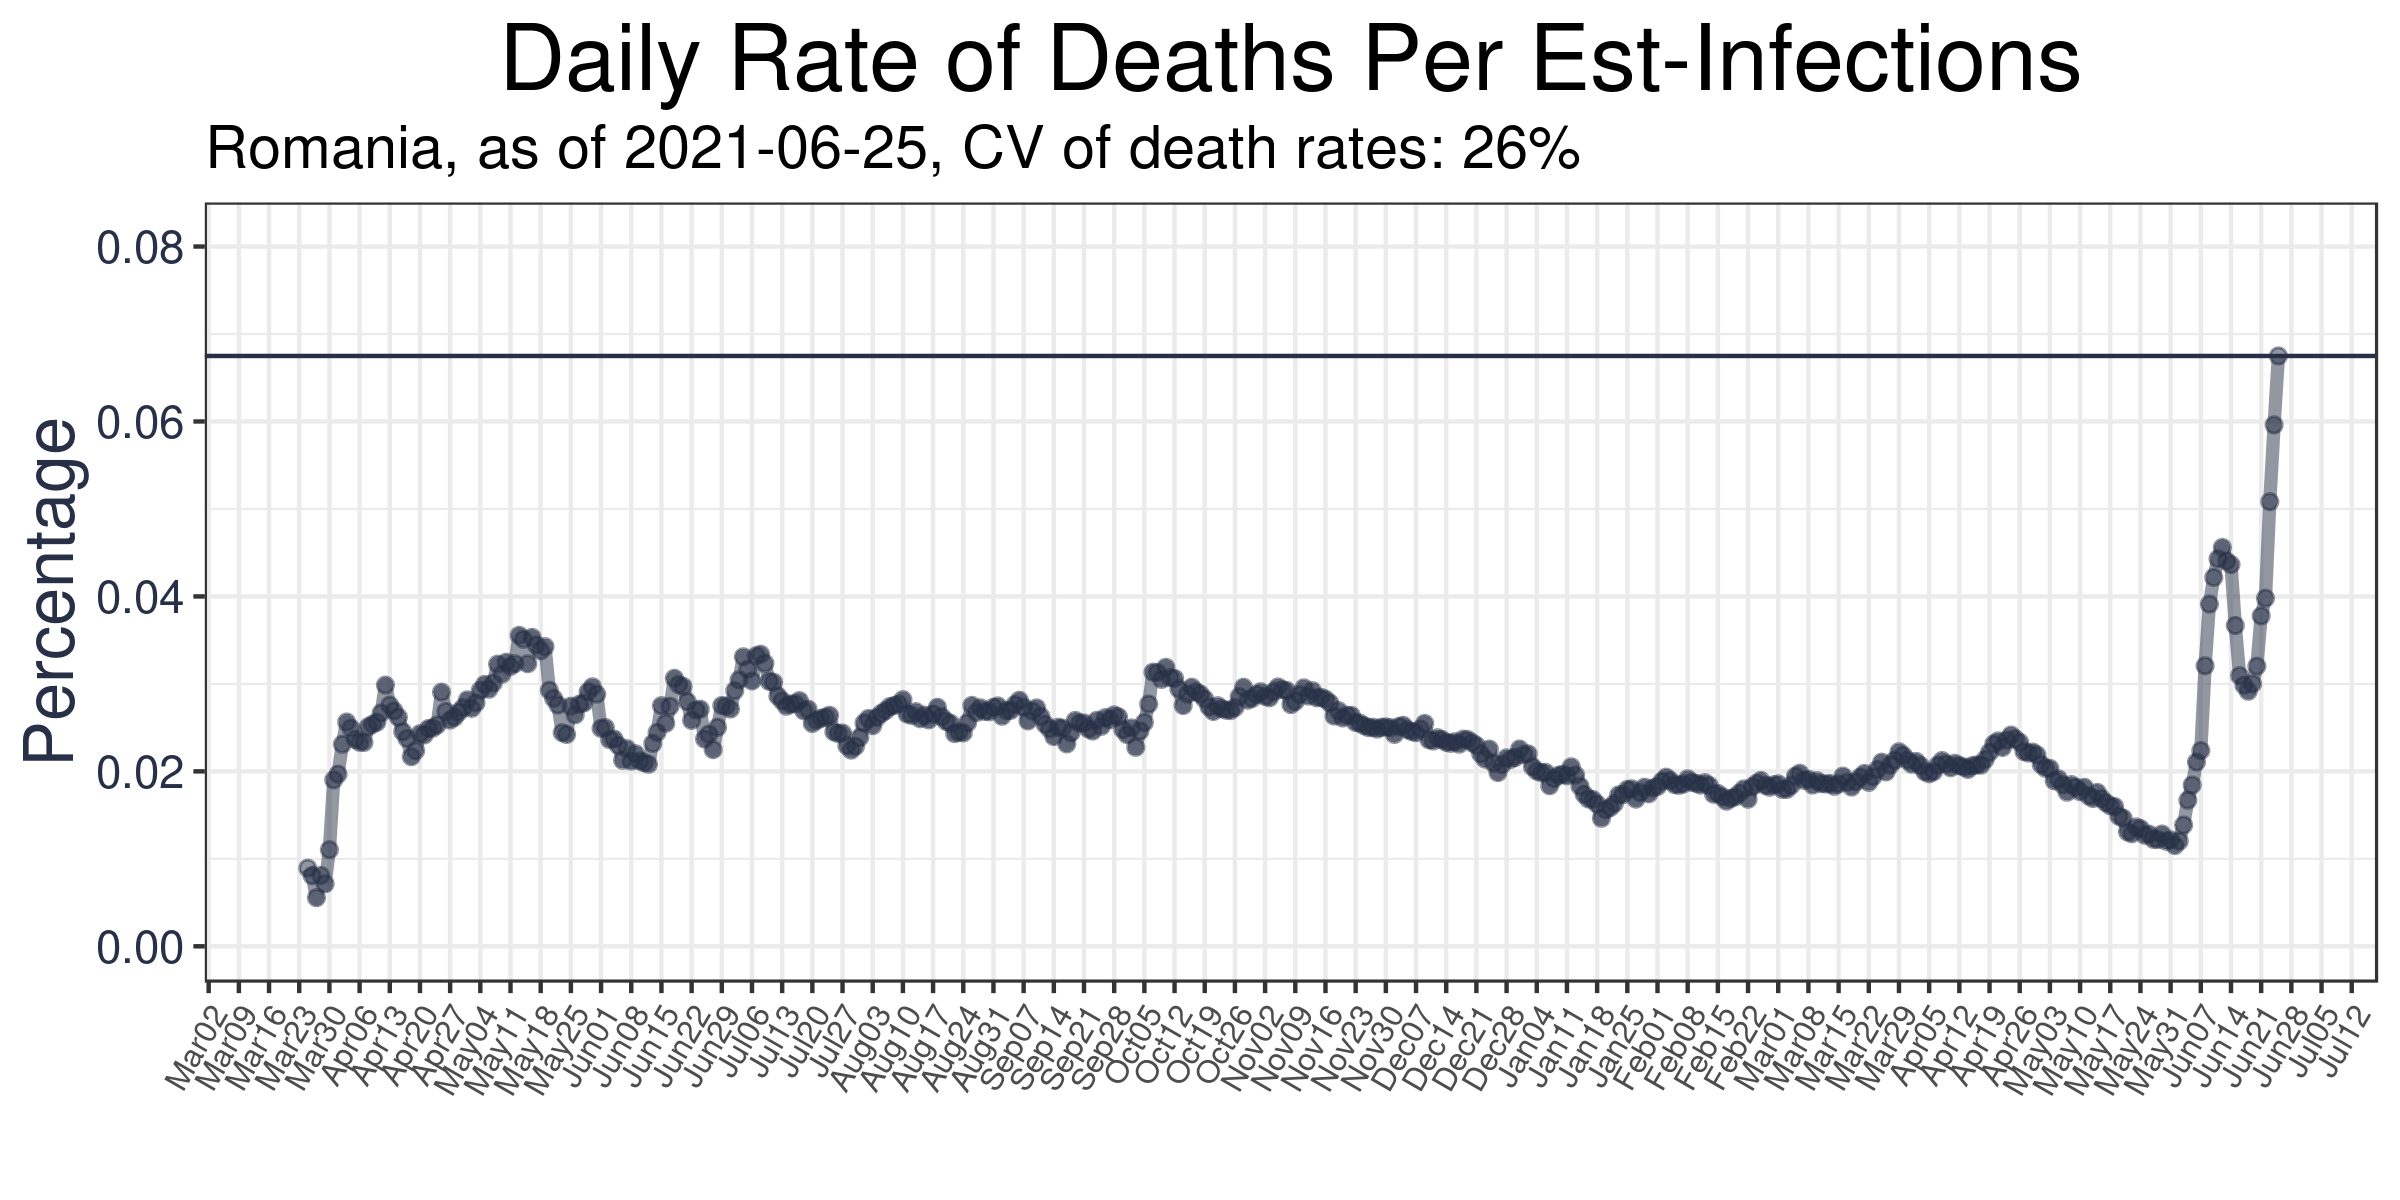 Daily Rate of Deaths Per Est-Infections
Romania, as of 2021-06-25, CV of death rates: 26%
Percentage
0.08
0.06
0.04
0.02
0.00
Mar02
Mar09
Mar16
Mar23
Mar30
Apr06
Apr13
Apr20
Apr27
May04
May11
May18
May25
Jun01
Jun08
Jun15
Jun22
Jun29
Jul06
Jul13
Jul20
Jul27
Aug03
Aug10
Aug17
Aug24
Aug31
Sep07
Sep14
Sep21
Sep28
Oct05
Oct12
Oct19
Oct26
Nov02
Nov09
Nov16
Nov23
Nov30
Dec07
Dec14
Dec21
Dec28
Jan04
Jan11
Jan18
Jan25
Feb01
Feb08
Feb15
Feb22
Mar01
Mar08
Mar15
Mar22
Mar29
Apr05
Apr12
Apr19
Apr26
May03
May10
May17
May24
May31
Jun07
Jun14
Jun21
Jun28
Jul05
Jul12